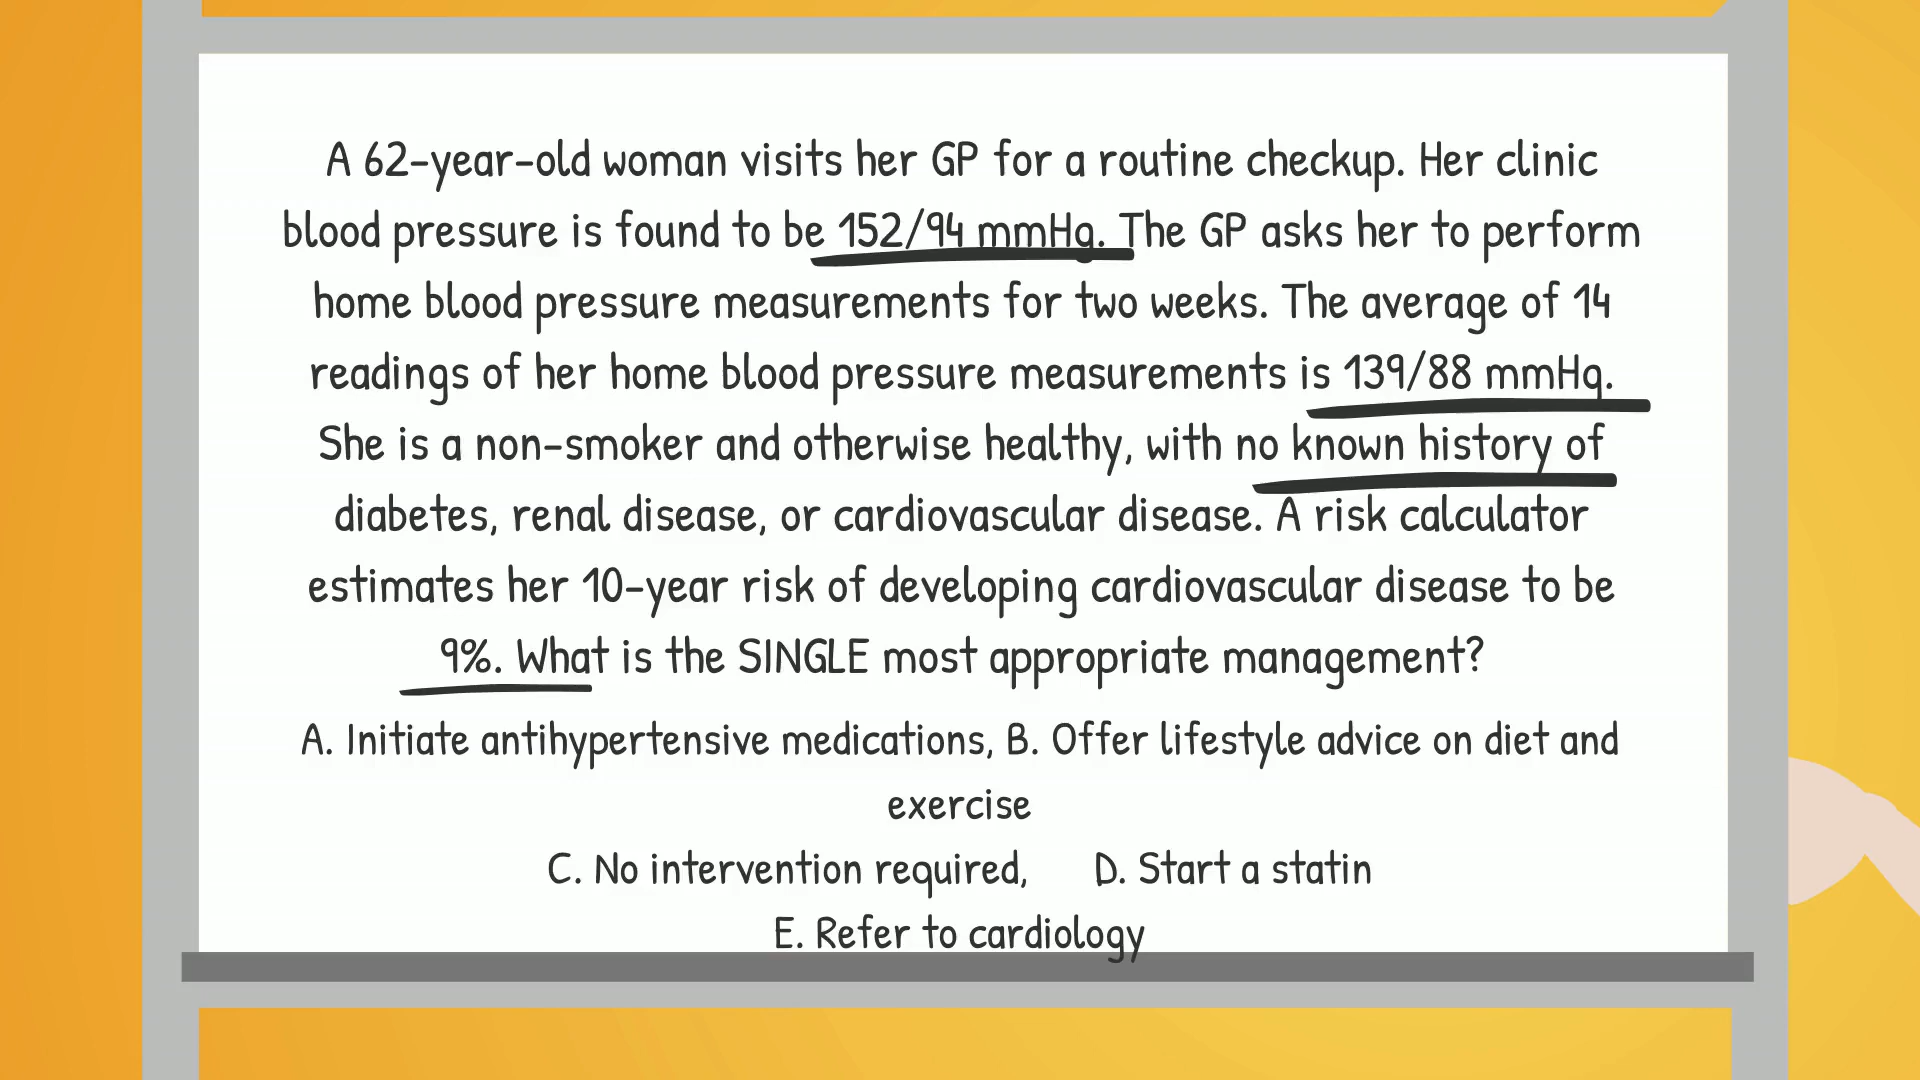 A 62-year-old woman visits her GP for a routine checkup. Her clinic
blood pressure is found to be 152/94 mmHg. The GP asks her to perform
home blood pressure measurements for two weeks. The average of 14
readings of her home blood pressure measurements is 139/88 mmHg.
She is a non-smoker and otherwise healthy, with no known history of
diabetes, renal disease, or cardiovascular disease. A risk calculator
estimates her 10-year risk of developing cardiovascular disease to be
9%. What is the SINGLE most appropriate management?
A. Initiate antihypertensive medications, B. Offer lifestyle advice on diet and
exercise
C. No intervention required, D. Start a statin
E. Refer to cardiology